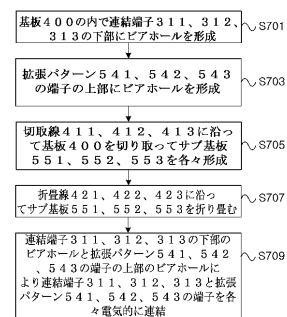 基板400の内で連結端子311、312、
313の下部にビアホールを形成
S701
拡張パターン541、542、543
の端子の上部にビアホールを形成
S703
切取線411、412、413に沿っ
て基板400を切り取ってサブ基板
551、552、553を各々形成
S705
折畳線421、422、423に沿っ
てサブ基板551、552、553を折り畳む
S707
連結端子311、312、313の下部の
ビアホールと拡張パターン541、542
、543の端子の上部のビアホールに
より連結端子311、312、313と拡張
パターン541、542、543の端子を各
々電気的に連結
S709